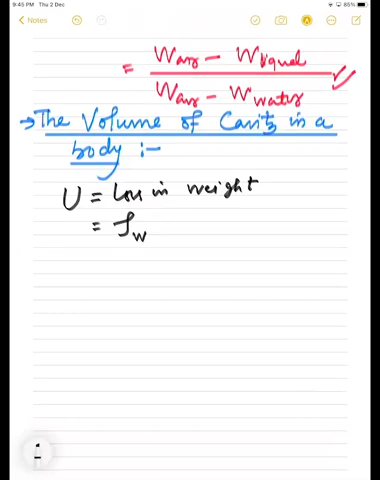 9:45 PM Thu 2 Dec
85%
Notes
= Wair - Wliquid
Wair - Wwater
→The Volume of Cavity in a
body :-
U = Loss in weight
= ρw